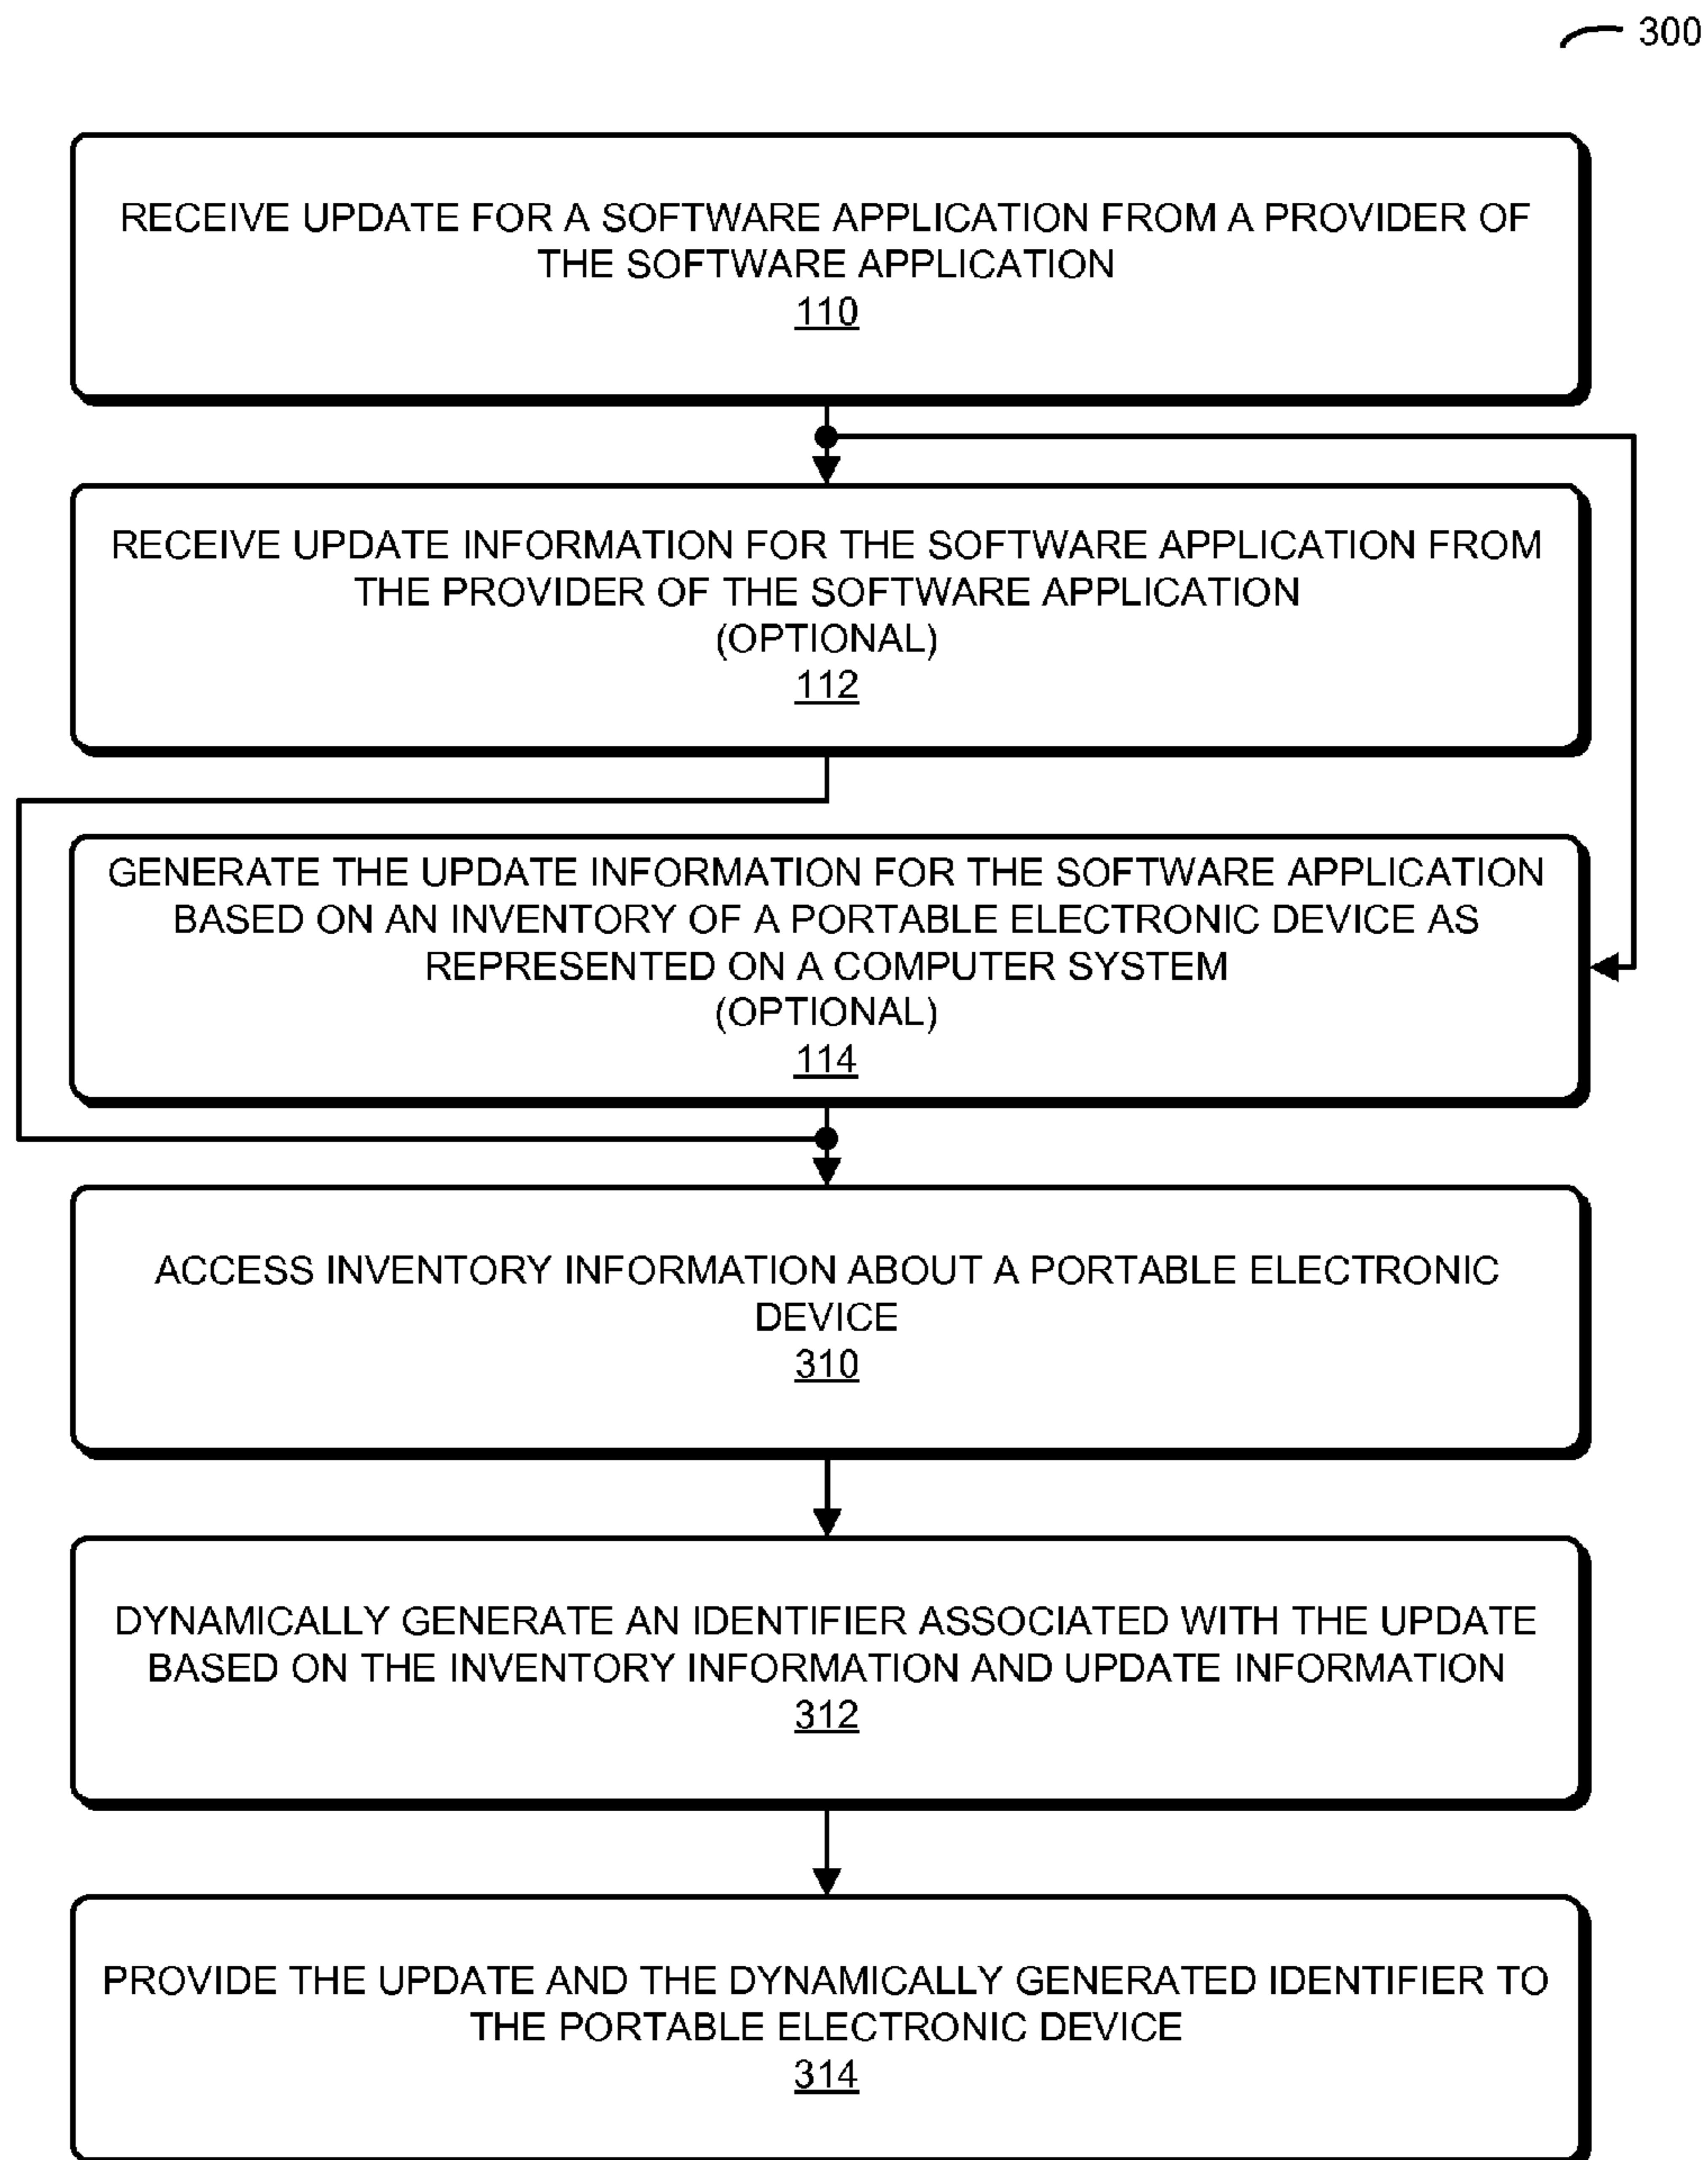 300
RECEIVE UPDATE FOR A SOFTWARE APPLICATION FROM A PROVIDER OF
THE SOFTWARE APPLICATION
110
RECEIVE UPDATE INFORMATION FOR THE SOFTWARE APPLICATION FROM
THE PROVIDER OF THE SOFTWARE APPLICATION
(OPTIONAL)
112
GENERATE THE UPDATE INFORMATION FOR THE SOFTWARE APPLICATION
BASED ON AN INVENTORY OF A PORTABLE ELECTRONIC DEVICE AS
REPRESENTED ON A COMPUTER SYSTEM
(OPTIONAL)
114
ACCESS INVENTORY INFORMATION ABOUT A PORTABLE ELECTRONIC
DEVICE
310
DYNAMICALLY GENERATE AN IDENTIFIER ASSOCIATED WITH THE UPDATE
BASED ON THE INVENTORY INFORMATION AND UPDATE INFORMATION
312
PROVIDE THE UPDATE AND THE DYNAMICALLY GENERATED IDENTIFIER TO
THE PORTABLE ELECTRONIC DEVICE
314